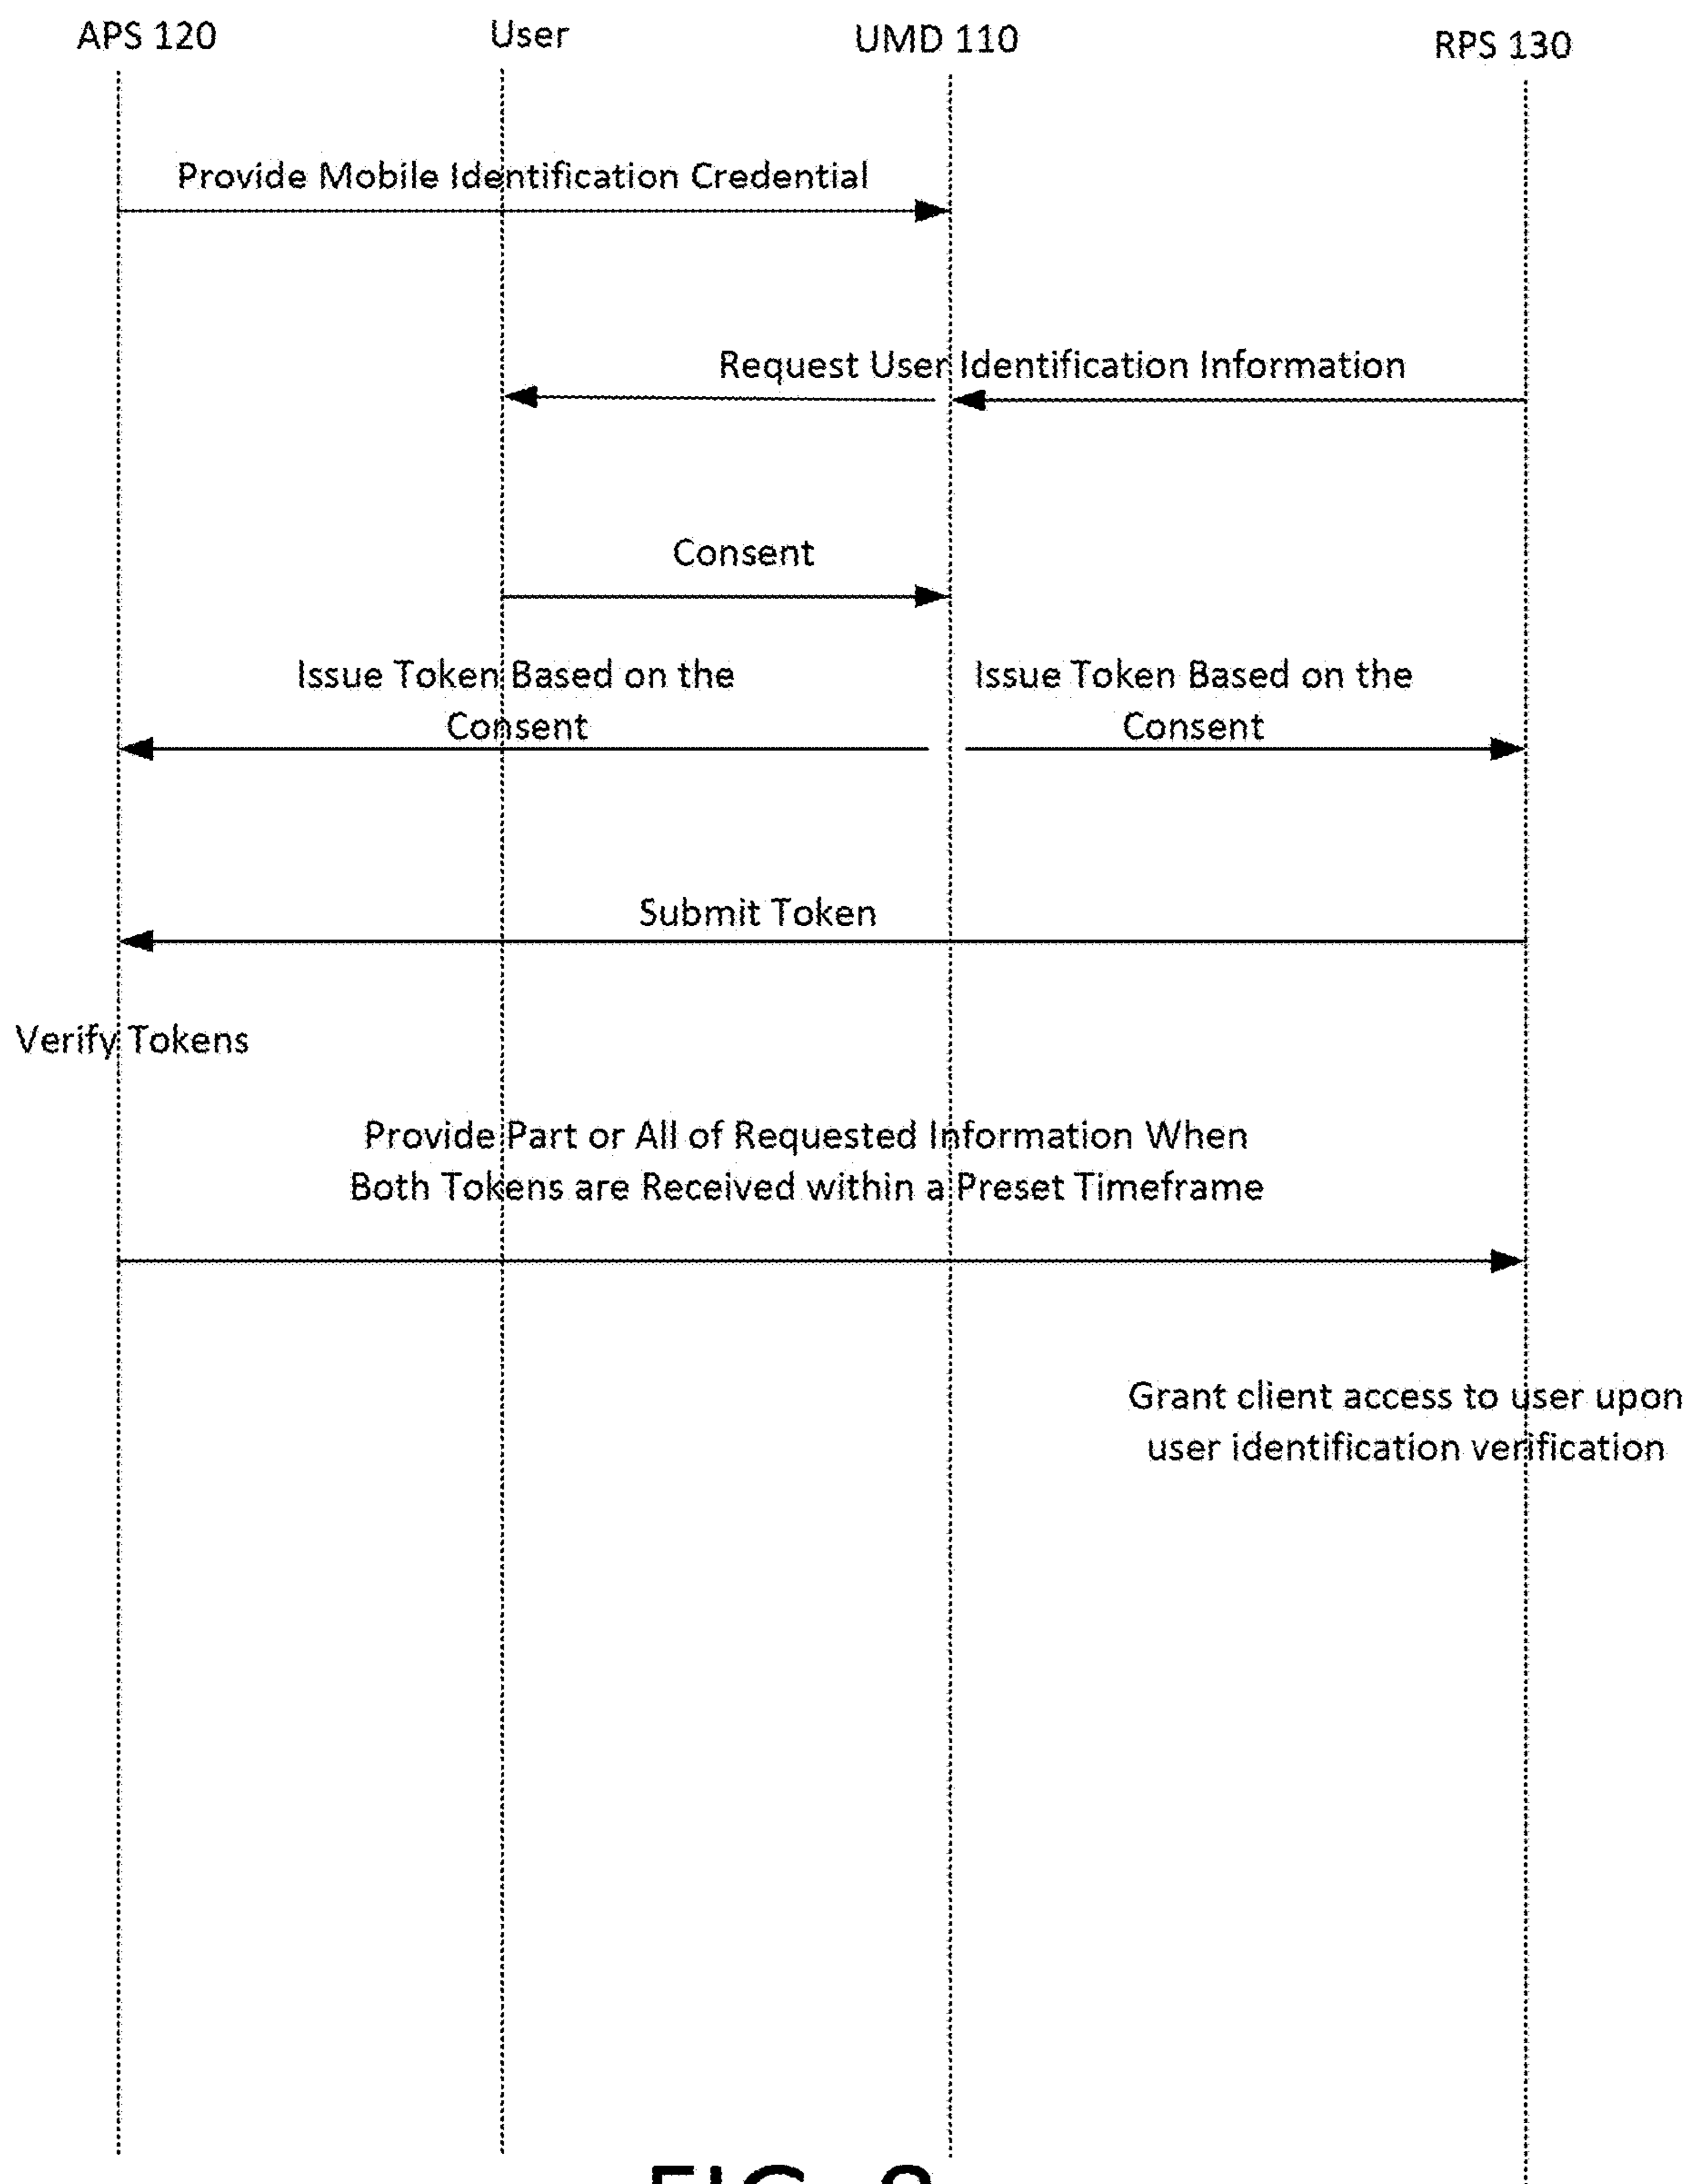 APS 120
User
UMD 110
RPS 130
Provide Mobile Identification Credential
Request User Identification Information
Consent
Issue Token Based on the
Consent
Issue Token Based on the
Consent
Submit Token
Verify Tokens
Provide Part or All of Requested Information When
Both Tokens are Received within a Preset Timeframe
Grant client access to user upon
user identification verification
FIG.